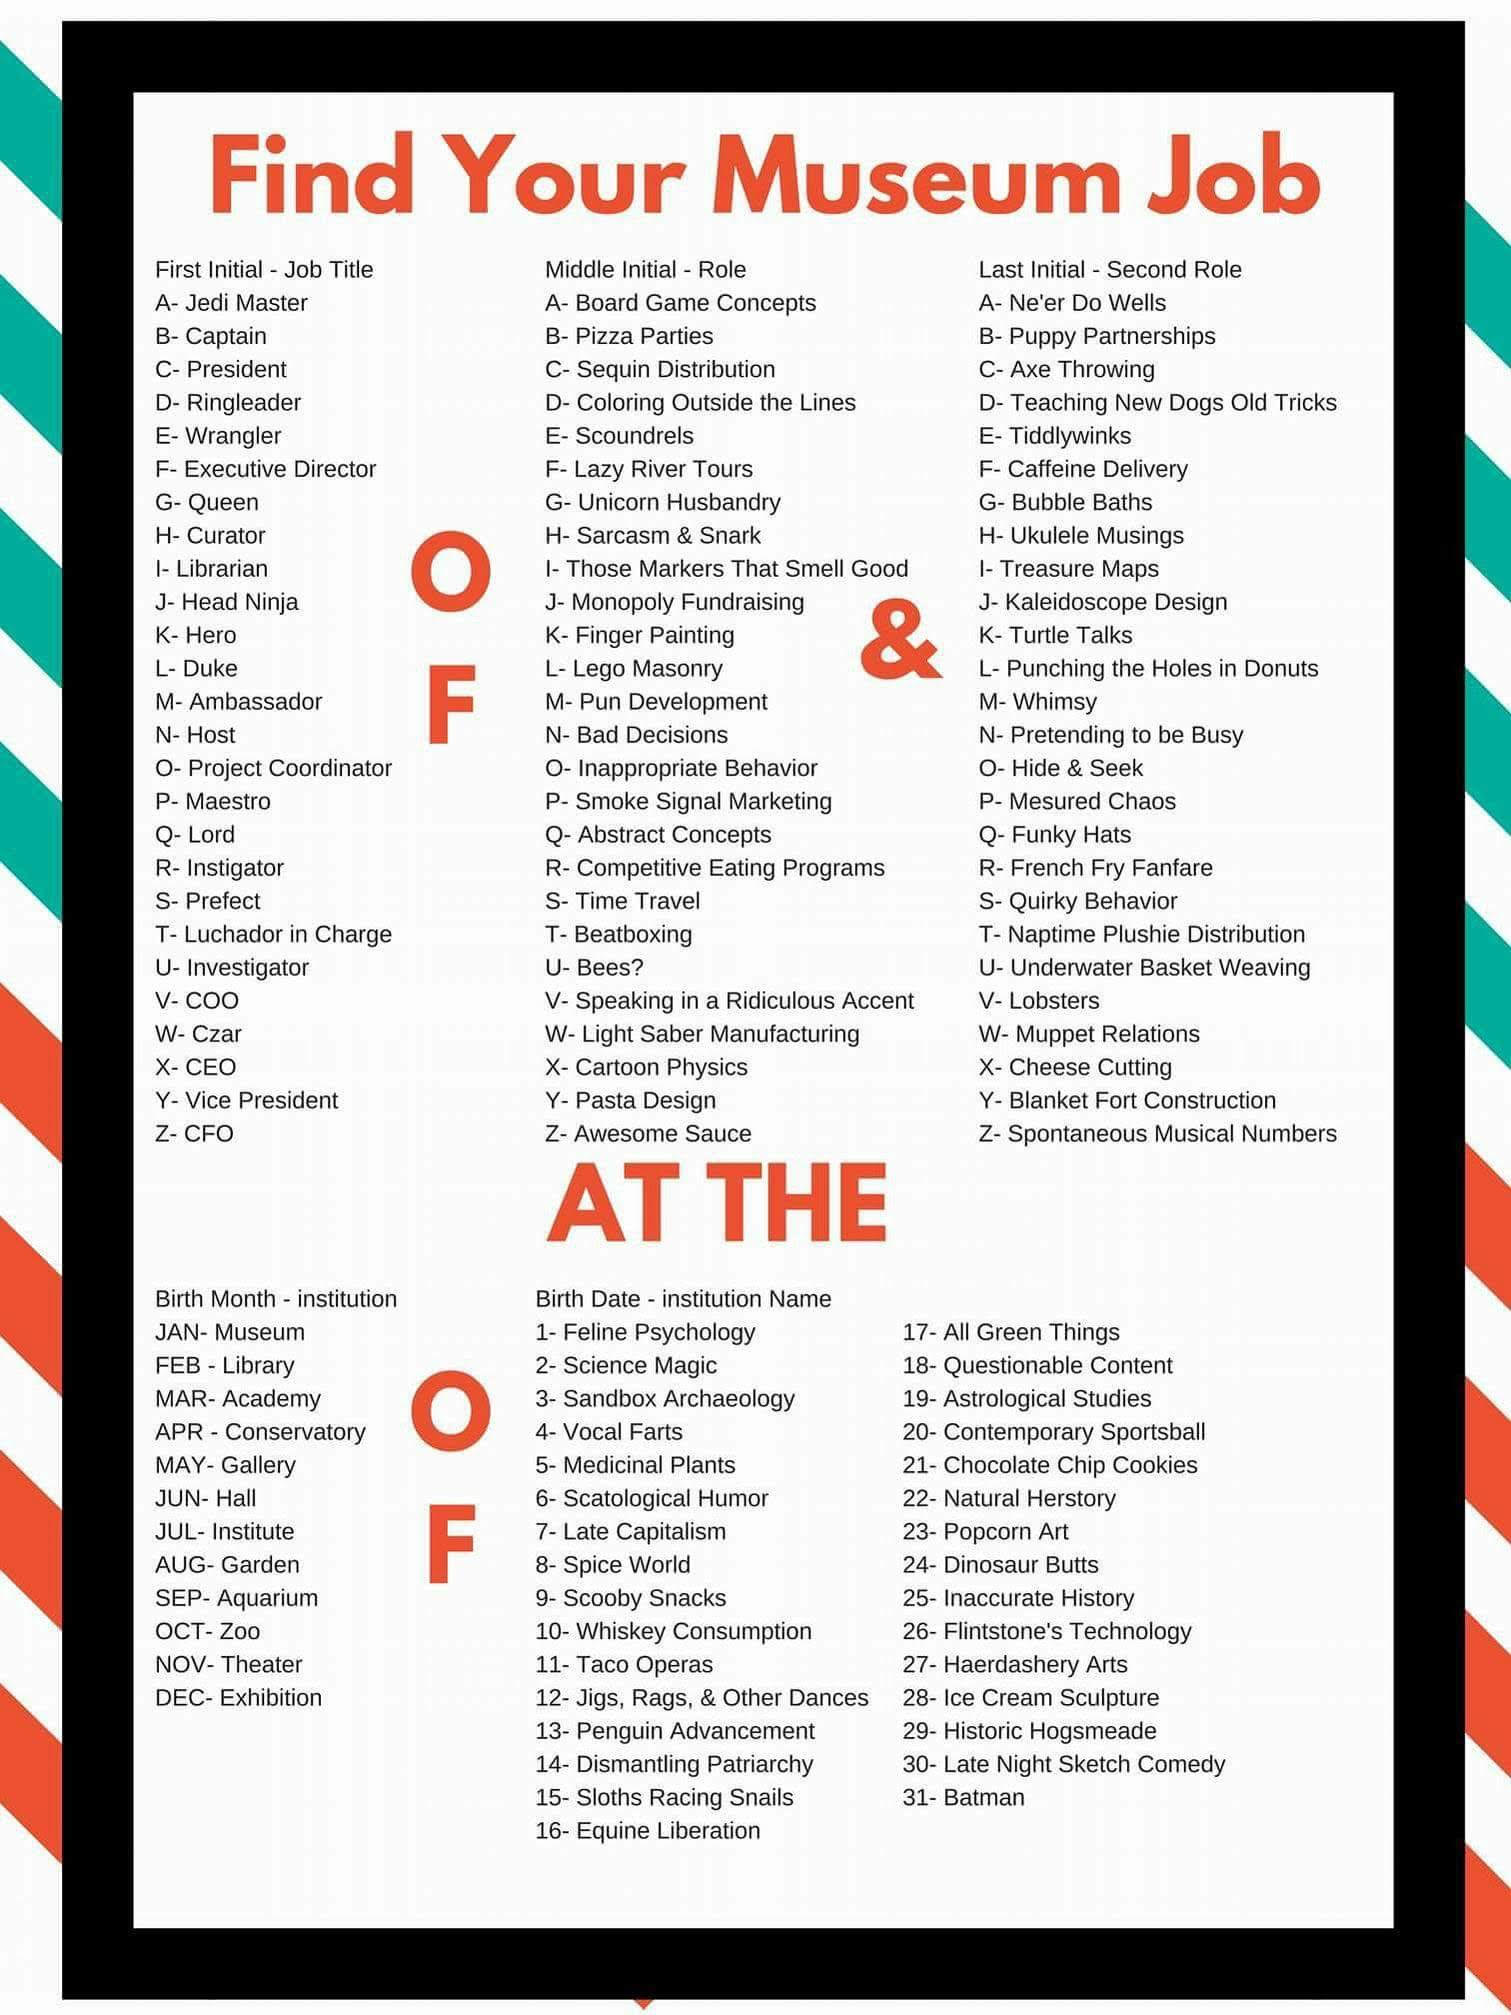 Find Your Museum Job
First Initial - Job Title
A- Jedi Master
B- Captain
C- President
D- Ringleader
E- Wrangler
F- Executive Director
G- Queen
H- Curator
I- Librarian
J- Head Ninja
K- Hero
L- Duke
M- Ambassador
N- Host
O- Project Coordinator
P- Maestro
Q- Lord
R- Instigator
S- Prefect
T- Luchador in Charge
U- Investigator
V- COO
W- Czar
X- CEO
Y- Vice President
Z- CFO
O
F
Middle Initial - Role
A- Board Game Concepts
B- Pizza Parties
C- Sequin Distribution
D- Coloring Outside the Lines
E- Scoundrels
F- Lazy River Tours
G- Unicorn Husbandry
H- Sarcasm & Snark
I- Those Markers That Smell Good
J- Monopoly Fundraising
K- Finger Painting
L- Lego Masonry
M- Pun Development
N- Bad Decisions
O- Inappropriate Behavior
P- Smoke Signal Marketing
Q- Abstract Concepts
R- Competitive Eating Programs
S- Time Travel
T- Beatboxing
U- Bees?
V- Speaking in a Ridiculous Accent
W- Light Saber Manufacturing
X- Cartoon Physics
Y- Pasta Design
Z- Awesome Sauce
&
Last Initial - Second Role
A- Ne'er Do Wells
B- Puppy Partnerships
C- Axe Throwing
D- Teaching New Dogs Old Tricks
E- Tiddlywinks
F- Caffeine Delivery
G- Bubble Baths
H- Ukulele Musings
I- Treasure Maps
J- Kaleidoscope Design
K- Turtle Talks
L- Punching the Holes in Donuts
M- Whimsy
N- Pretending to be Busy
O- Hide & Seek
P- Mesured Chaos
Q- Funky Hats
R- French Fry Fanfare
S- Quirky Behavior
T- Naptime Plushie Distribution
U- Underwater Basket Weaving
V- Lobsters
W- Muppet Relations
X- Cheese Cutting
Y- Blanket Fort Construction
Z- Spontaneous Musical Numbers
AT THE
Birth Month - institution
JAN- Museum
FEB - Library
MAR- Academy
APR - Conservatory
MAY- Gallery
JUN- Hall
JUL- Institute
AUG- Garden
SEP- Aquarium
OCT- Zoo
NOV- Theater
DEC- Exhibition
O
F
Birth Date - institution Name
1- Feline Psychology
2- Science Magic
3- Sandbox Archaeology
4- Vocal Farts
5- Medicinal Plants
6- Scatological Humor
7- Late Capitalism
8- Spice World
9- Scooby Snacks
10- Whiskey Consumption
11- Taco Operas
12- Jigs, Rags, & Other Dances
13- Penguin Advancement
14- Dismantling Patriarchy
15- Sloths Racing Snails
16- Equine Liberation
17- All Green Things
18- Questionable Content
19- Astrological Studies
20- Contemporary Sportsball
21- Chocolate Chip Cookies
22- Natural Herstory
23- Popcorn Art
24- Dinosaur Butts
25- Inaccurate History
26- Flintstone's Technology
27- Haerdashery Arts
28- Ice Cream Sculpture
29- Historic Hogsmeade
30- Late Night Sketch Comedy
31- Batman